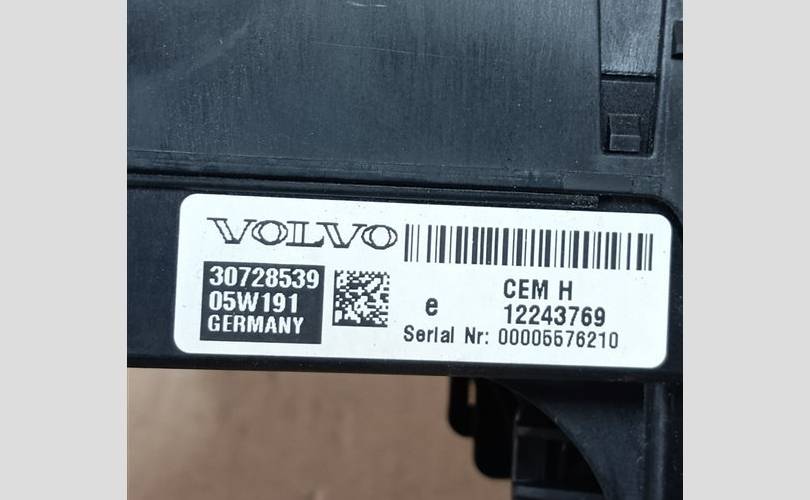 VOLVO
30728539
05W191
GERMANY
e
CEM H
12243769
Serial Nr: 00005576210